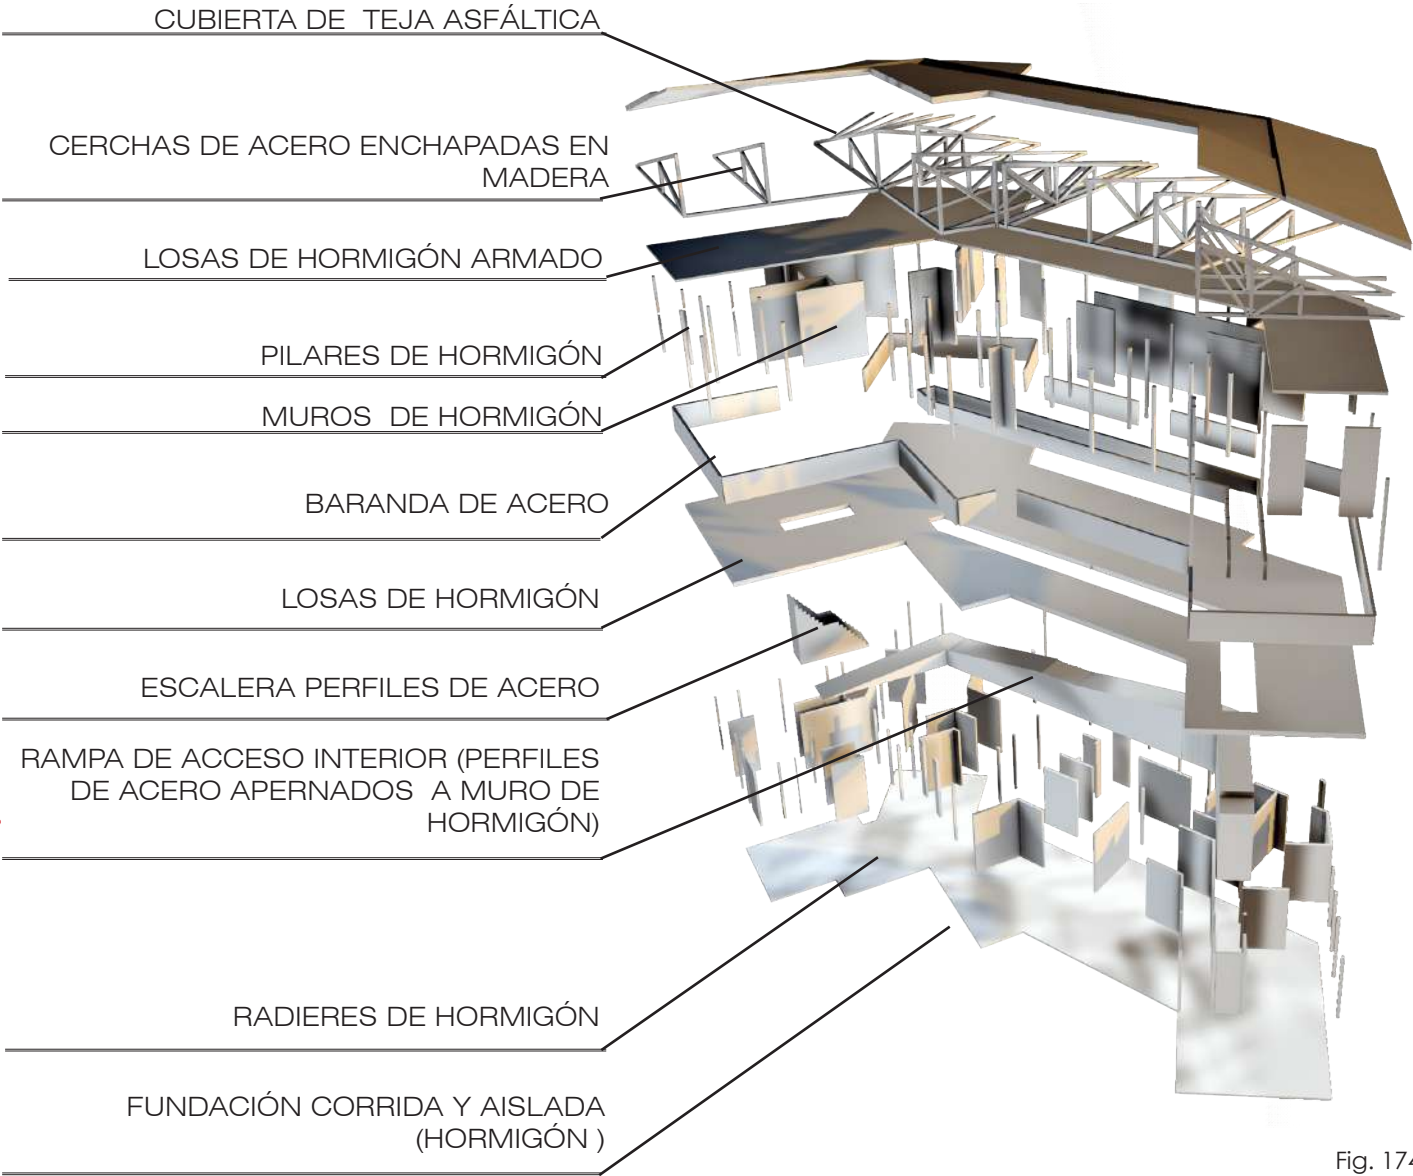 CUBIERTA DE  TEJA ASFÁLTICA
CERCHAS DE ACERO ENCHAPADAS EN
MADERA
LOSAS DE HORMIGÓN ARMADO
PILARES DE HORMIGÓN
MUROS  DE HORMIGÓN
BARANDA DE ACERO
LOSAS DE HORMIGÓN
ESCALERA PERFILES DE ACERO
RAMPA DE ACCESO INTERIOR (PERFILES
DE ACERO APERNADOS  A MURO DE
HORMIGÓN)
RADIERES DE HORMIGÓN
FUNDACIÓN CORRIDA Y AISLADA
(HORMIGÓN )
Fig. 174